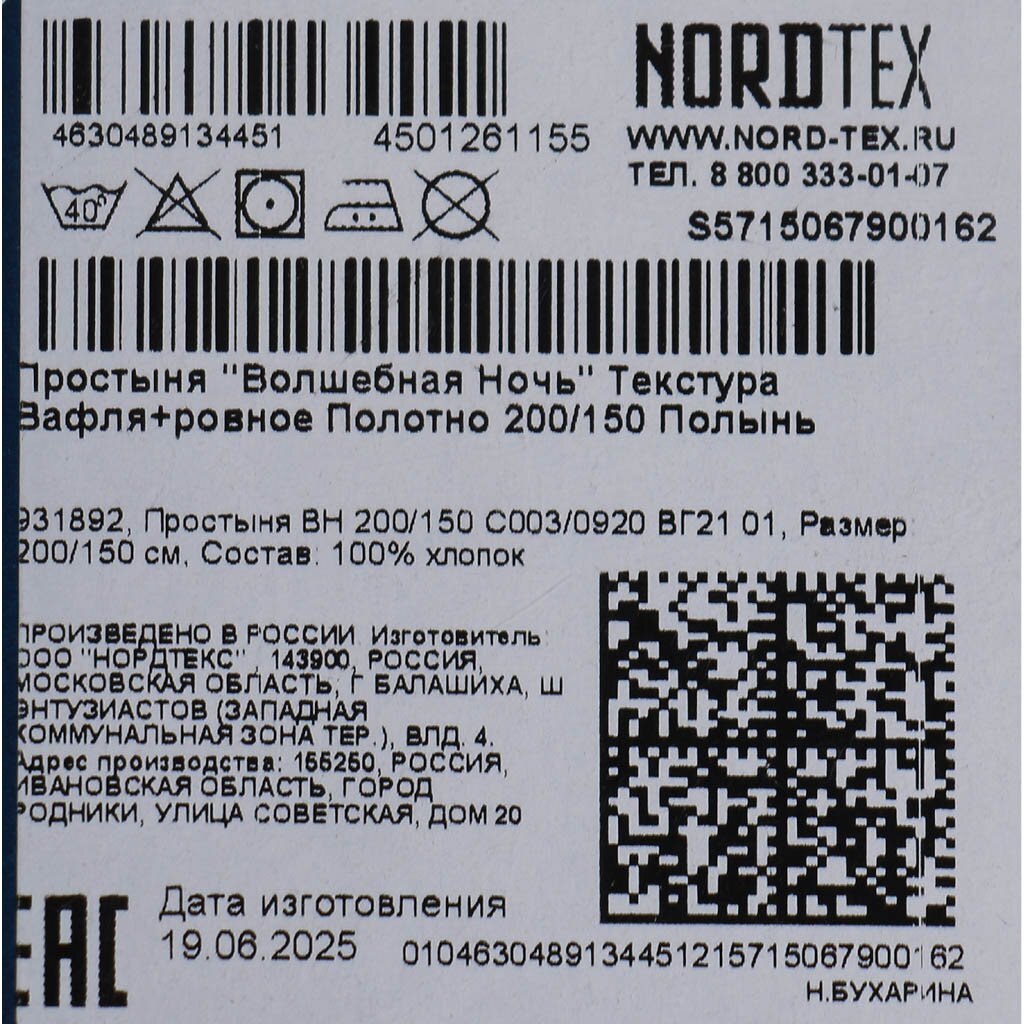 NORDTEX
4630489134451 4501261155
WWW.NORD-TEX.RU
ТЕЛ. 8 800 333-01-07
40°
S5715067900162
Простыня "Волшебная Ночь" Текстура
Вафля+ровное Полотно 200/150 Полынь
931892, Простыня ВН 200/150 С003/0920 ВГ21 01, Размер:
200/150 см, Состав: 100% хлопок
ПРОИЗВЕДЕНО В РОССИИ. Изготовитель:
ООО "НОРДТЕКС" , 143900, РОССИЯ,
МОСКОВСКАЯ ОБЛАСТЬ, Г БАЛАШИХА, Ш
ЭНТУЗИАСТОВ (ЗАПАДНАЯ
КОММУНАЛЬНАЯ ЗОНА ТЕР.), ВЛД. 4.
Адрес производства: 155250, РОССИЯ,
ИВАНОВСКАЯ ОБЛАСТЬ, ГОРОД
РОДНИКИ, УЛИЦА СОВЕТСКАЯ, ДОМ 20
EAC
Дата изготовления
19.06.2025
0104630489134451215715067900162
Н.БУХАРИНА